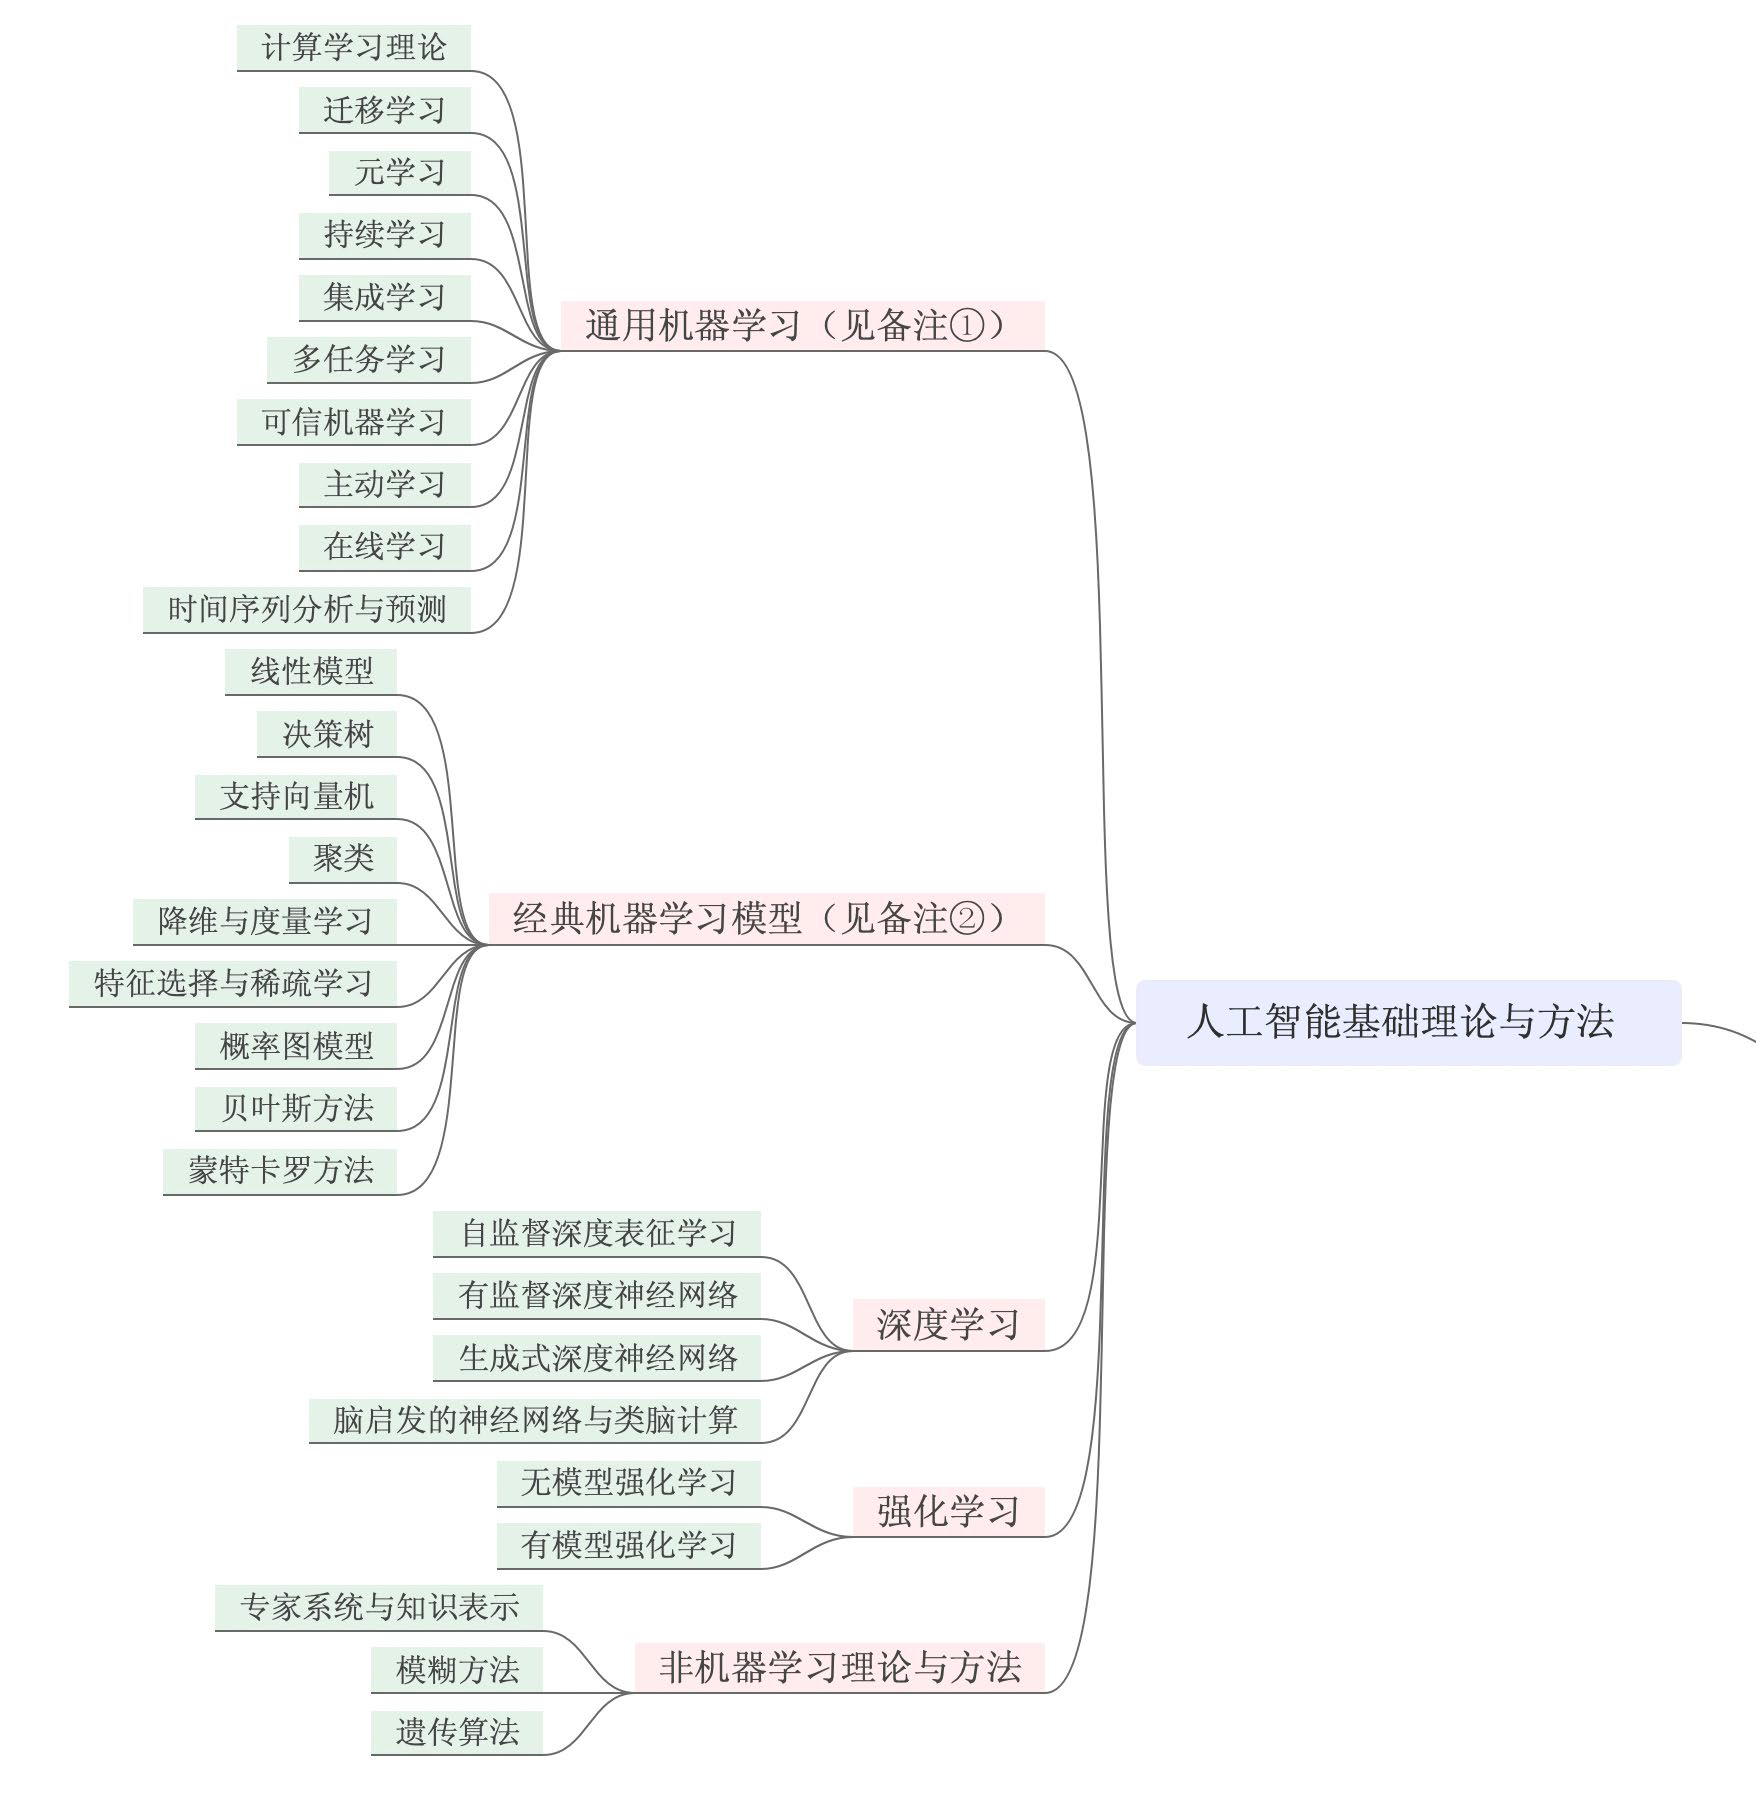 计算学习理论
迁移学习
元学习
持续学习
集成学习
多任务学习
可信机器学习
主动学习
在线学习
时间序列分析与预测
通用机器学习（见备注①）
线性模型
决策树
支持向量机
聚类
降维与度量学习
特征选择与稀疏学习
概率图模型
贝叶斯方法
蒙特卡罗方法
经典机器学习模型（见备注②）
人工智能基础理论与方法
自监督深度表征学习
有监督深度神经网络
生成式深度神经网络
脑启发的神经网络与类脑计算
深度学习
无模型强化学习
有模型强化学习
强化学习
专家系统与知识表示
模糊方法
遗传算法
非机器学习理论与方法